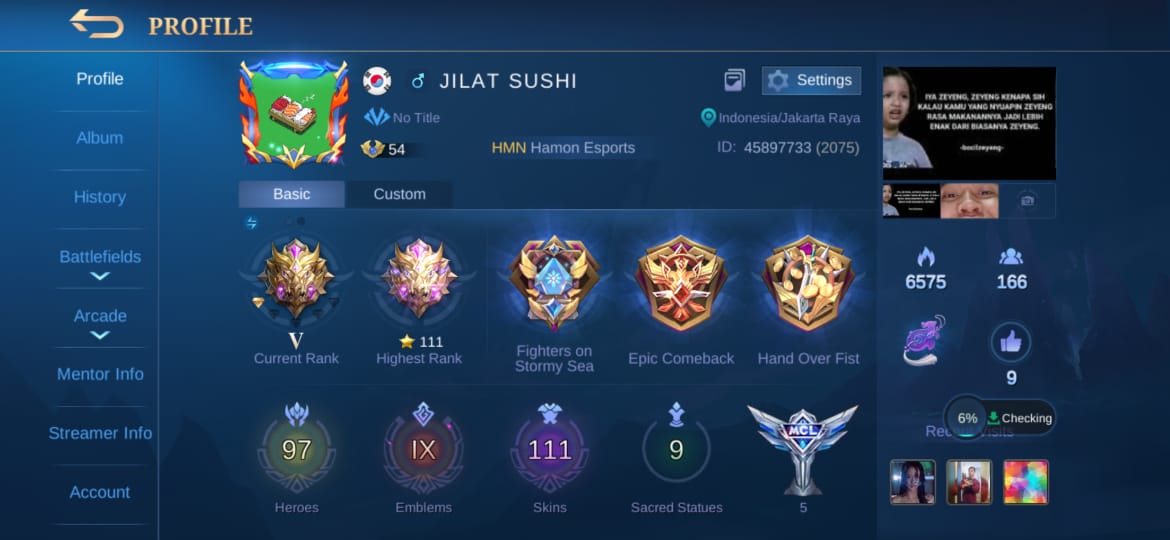 PROFILE
Profile
Album
History
Battlefields
Arcade
Mentor Info
Streamer Info
Account
JILAT SUSHI
Settings
No Title
Indonesia/Jakarta Raya
54
HMN Hamon Esports
ID: 45897733 (2075)
Basic
Custom
V
Current Rank
111
Highest Rank
Fighters on
Stormy Sea
Epic Comeback
Hand Over Fist
97
Heroes
IX
Emblems
111
Skins
9
Sacred Statues
MCL
5
IYA ZEYENG, ZEYENG KENAPA SIH
KALAU KAMU YANG NYUAPIN ZEYENG
RASA MAKANANNYA JADI LEBIH
ENAK DARI BIASANYA ZEYENG.
-bocilzeyang-
6575
166
9
6%
Checking